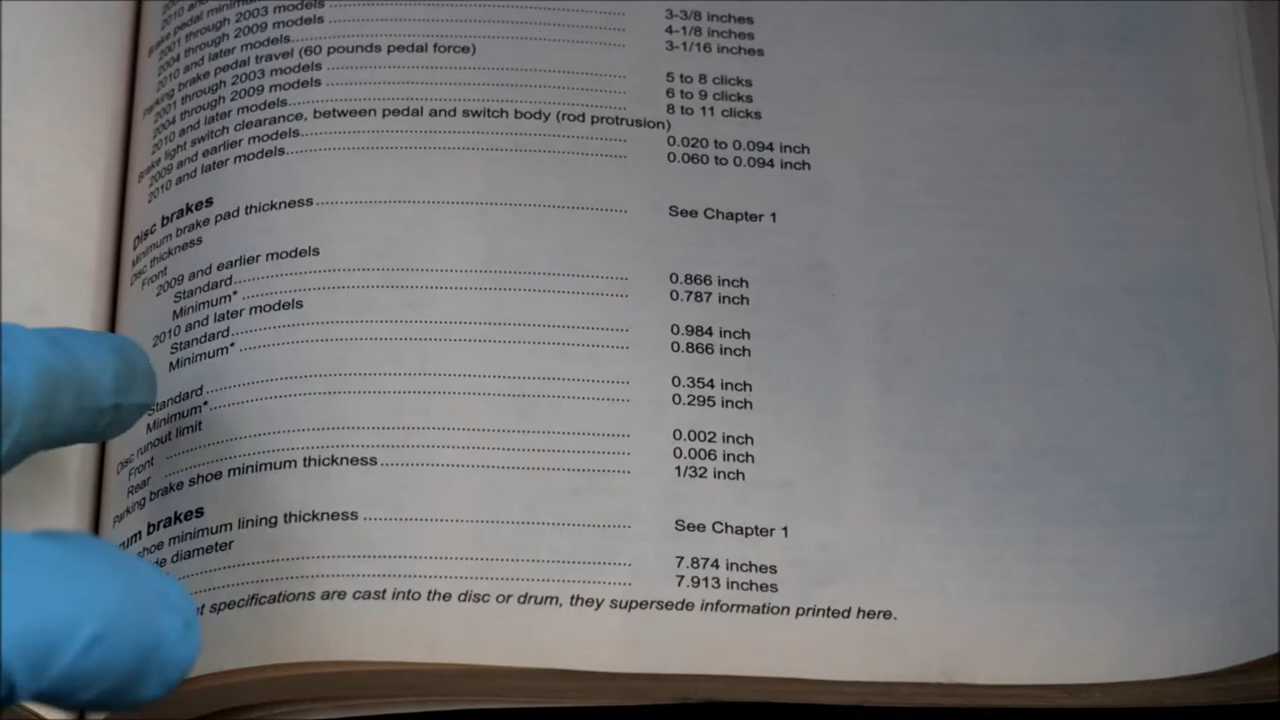 2010 and
Brake pedal minimum
2001 through 2003 models ........ 3-3/8 inches
2004 through 2009 models ........ 4-1/8 inches
2010 and later models ........ 3-1/16 inches
Parking brake pedal travel (60 pounds pedal force)
2001 through 2003 models ........ 5 to 8 clicks
2004 through 2009 models ........ 6 to 9 clicks
2010 and later models ........ 8 to 11 clicks
Brake light switch clearance, between pedal and switch body (rod protrusion)
2009 and earlier models ........ 0.020 to 0.094 inch
2010 and later models ........ 0.060 to 0.094 inch
Disc brakes
Minimum brake pad thickness ........ See Chapter 1
Disc thickness
Front
2009 and earlier models
Standard ........ 0.866 inch
Minimum* ........ 0.787 inch
2010 and later models
Standard ........ 0.984 inch
Minimum* ........ 0.866 inch
Standard ........ 0.354 inch
Minimum* ........ 0.295 inch
Disc runout limit
Front ........ 0.002 inch
Rear ........ 0.006 inch
Parking brake shoe minimum thickness ........ 1/32 inch
um brakes
shoe minimum lining thickness ........ See Chapter 1
de diameter
........ 7.874 inches
........ 7.913 inches
t specifications are cast into the disc or drum, they supersede information printed here.